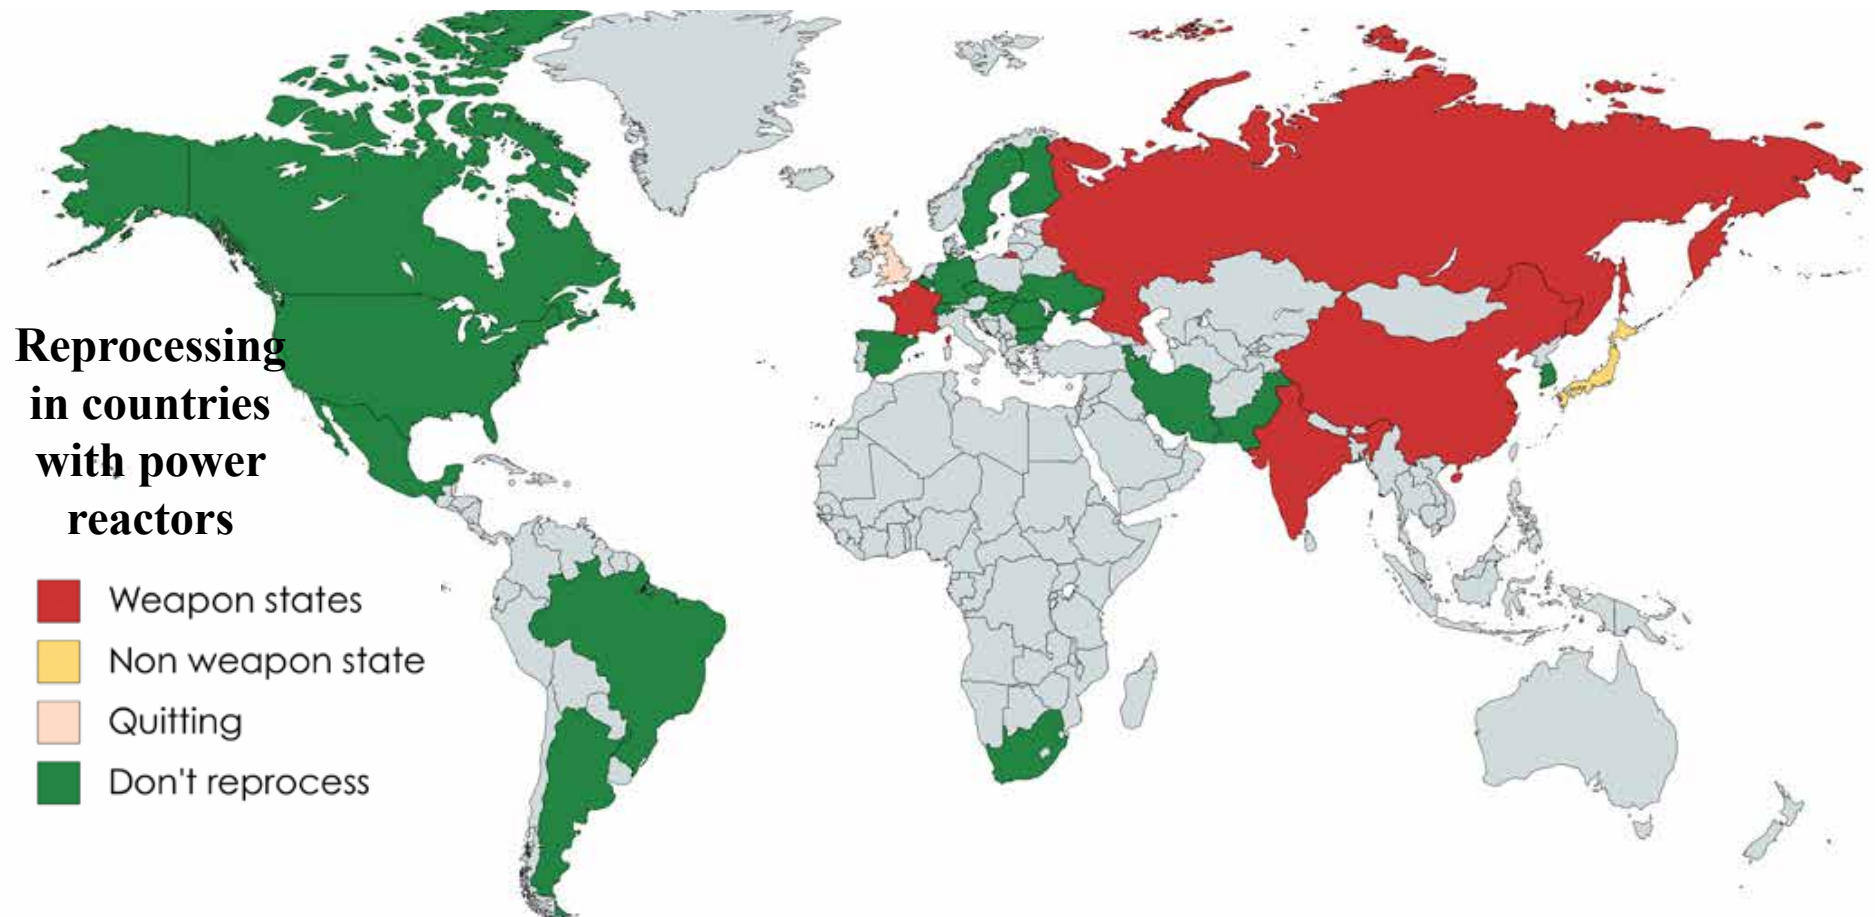 Reprocessing
in countries
with power
reactors
Weapon states
Non weapon state
Quitting
Don't reprocess